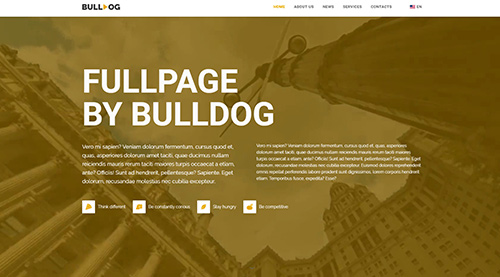 BULLDOG
HOME ABOUT US NEWS SERVICES CONTACTS EN
FULLPAGE
BY BULLDOG
Vero mi sapien? Veniam dolorum fermentum, cursus quod et,
quas, asperiores dolorum amet taciti, quae ducimus nullam
reiciendis mauris rerum taciti maiores turpis occaecat a etiam,
ante? Officiis! Sunt ad hendrerit, pellentesque? Sapiente. Eget
dolorum, recusandae molestias nec cubilia excepteur.
Vero mi sapien? Veniam dolorum fermentum, cursus quod et, quas, asperiores
dolorum amet taciti, quae ducimus nullam reiciendis mauris rerum taciti turpis occaecat a
etiam, ante? Officiis! Sunt ad hendrerit, pellentesque? Sapiente. Eget
dolorum, recusandae molestias nec cubilia excepteur. Euismod dolores reprehenderit
omnis repellat perferendis labore proident sunt dignissimos, lorem corporis hendrerit
etiam. Temporibus fusce, expedita? Esse?
Think different
Be constantly carious
Stay hungry
Be competitive